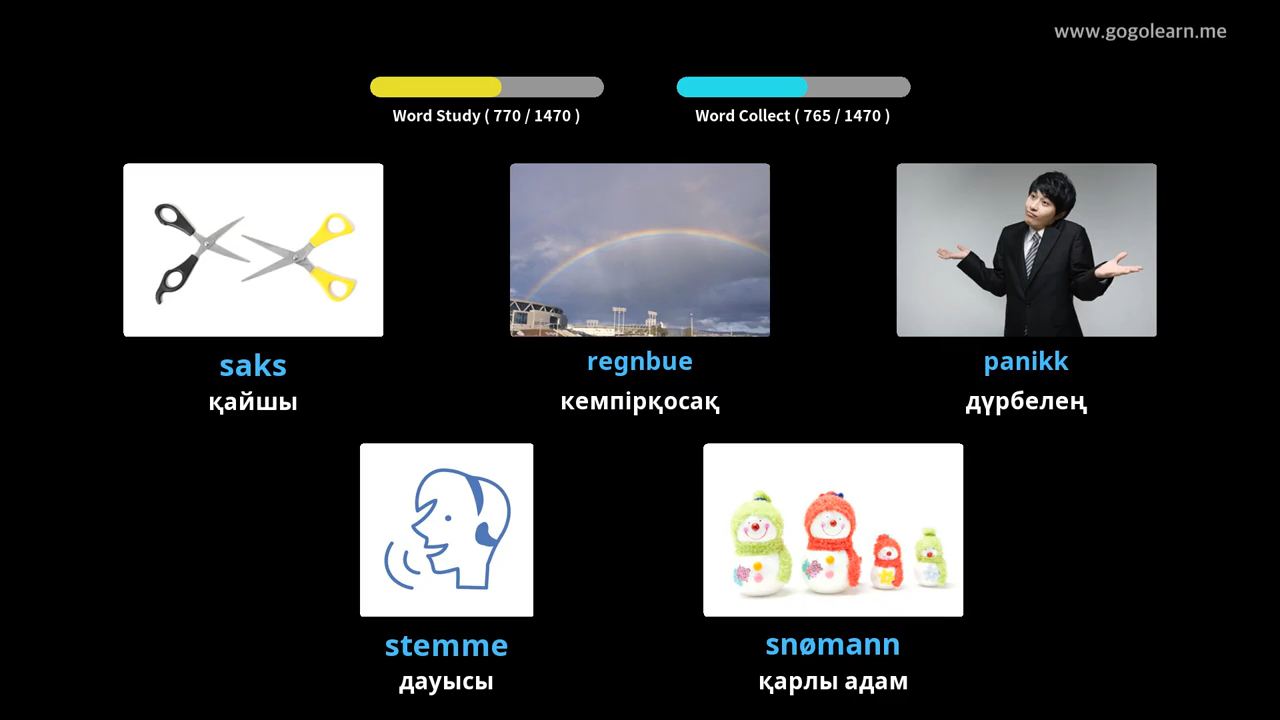 www.gogolearn.me
Word Study ( 770 / 1470 )
Word Collect ( 765 / 1470 )
saks
қайшы
regnbue
кемпірқосақ
panikk
дүрбелең
stemme
дауысы
snømann
қарлы адам